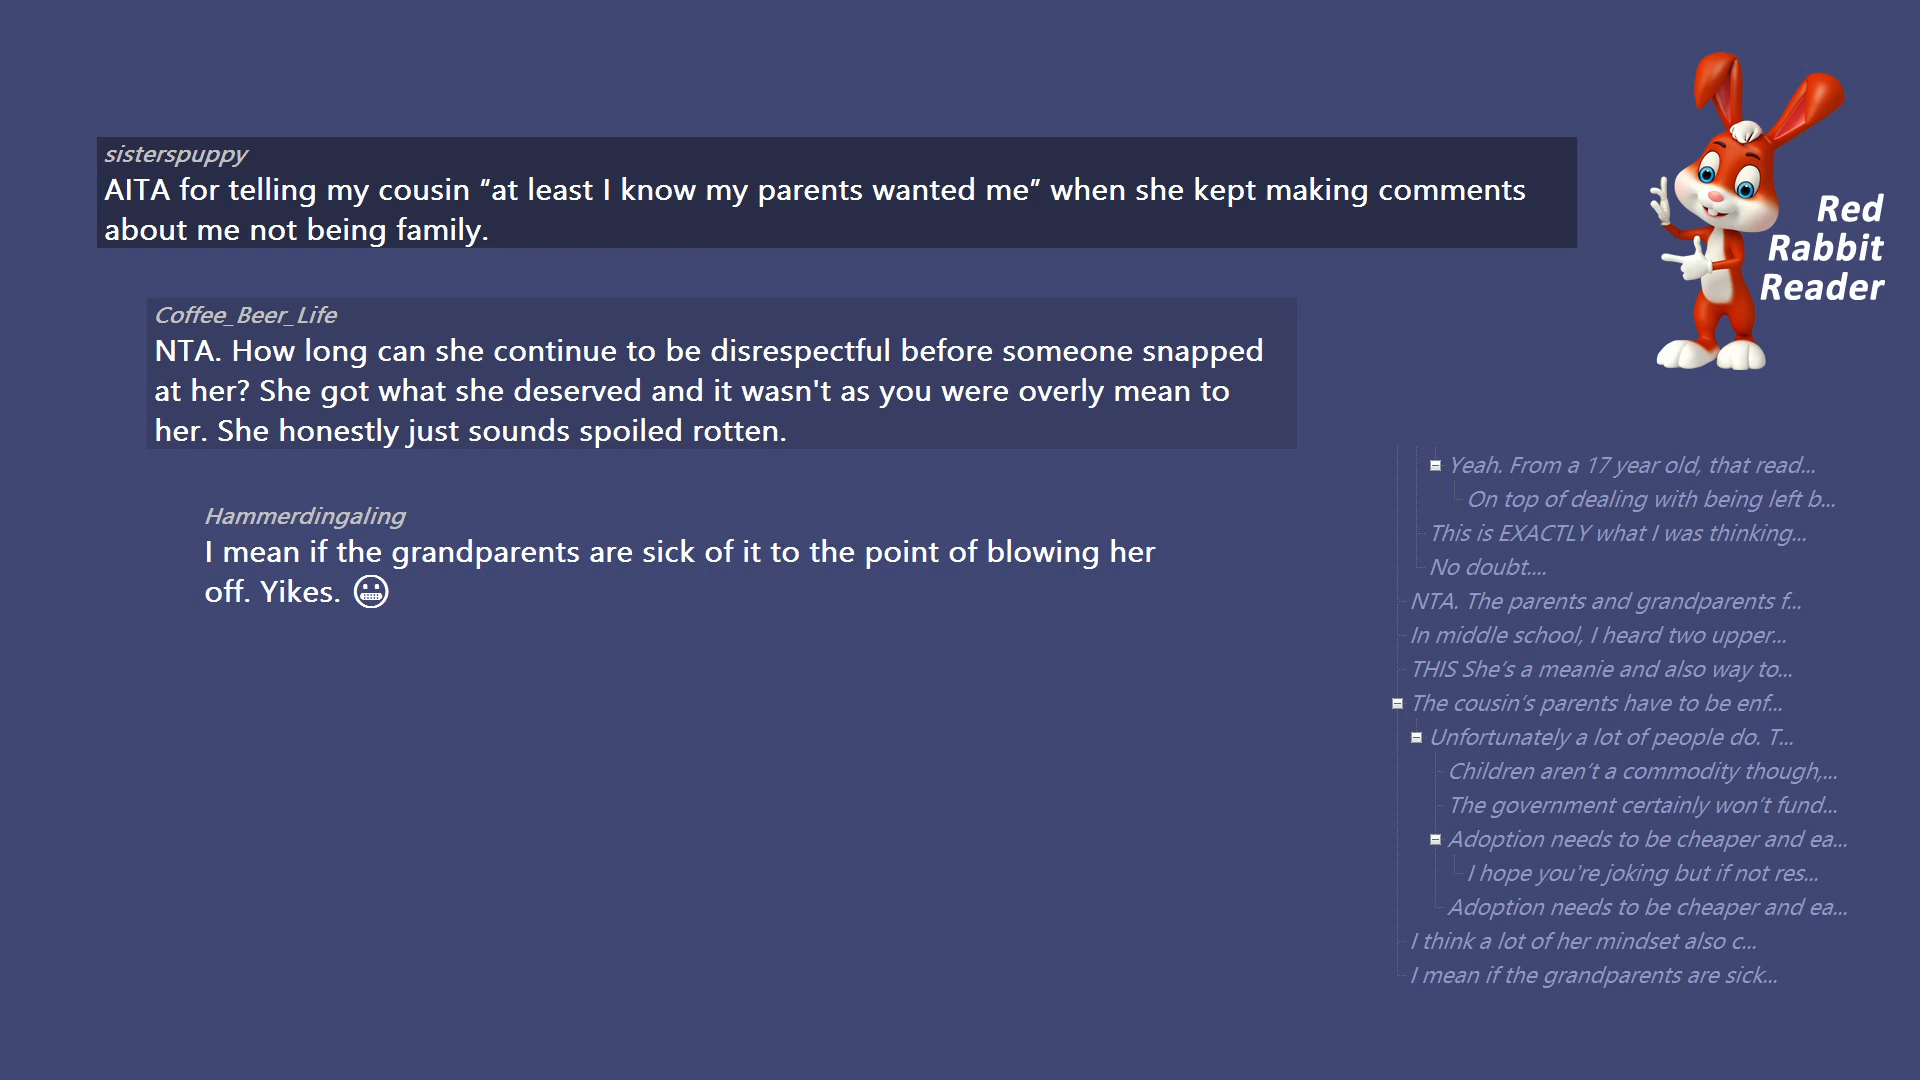 sisterspuppy
AITA for telling my cousin “at least I know my parents wanted me” when she kept making comments
about me not being family.
Coffee_Beer_Life
NTA. How long can she continue to be disrespectful before someone snapped
at her? She got what she deserved and it wasn't as you were overly mean to
her. She honestly just sounds spoiled rotten.
Hammerdingaling
I mean if the grandparents are sick of it to the point of blowing her
off. Yikes. 😬
Red
Rabbit
Reader
Yeah. From a 17 year old, that read...
On top of dealing with being left b...
This is EXACTLY what I was thinking...
No doubt....
NTA. The parents and grandparents f...
In middle school, I heard two upper...
THIS She’s a meanie and also way to...
The cousin’s parents have to be enf...
Unfortunately a lot of people do. T...
Children aren’t a commodity though,...
The government certainly won’t fund...
Adoption needs to be cheaper and ea...
I hope you're joking but if not res...
Adoption needs to be cheaper and ea...
I think a lot of her mindset also c...
I mean if the grandparents are sick...